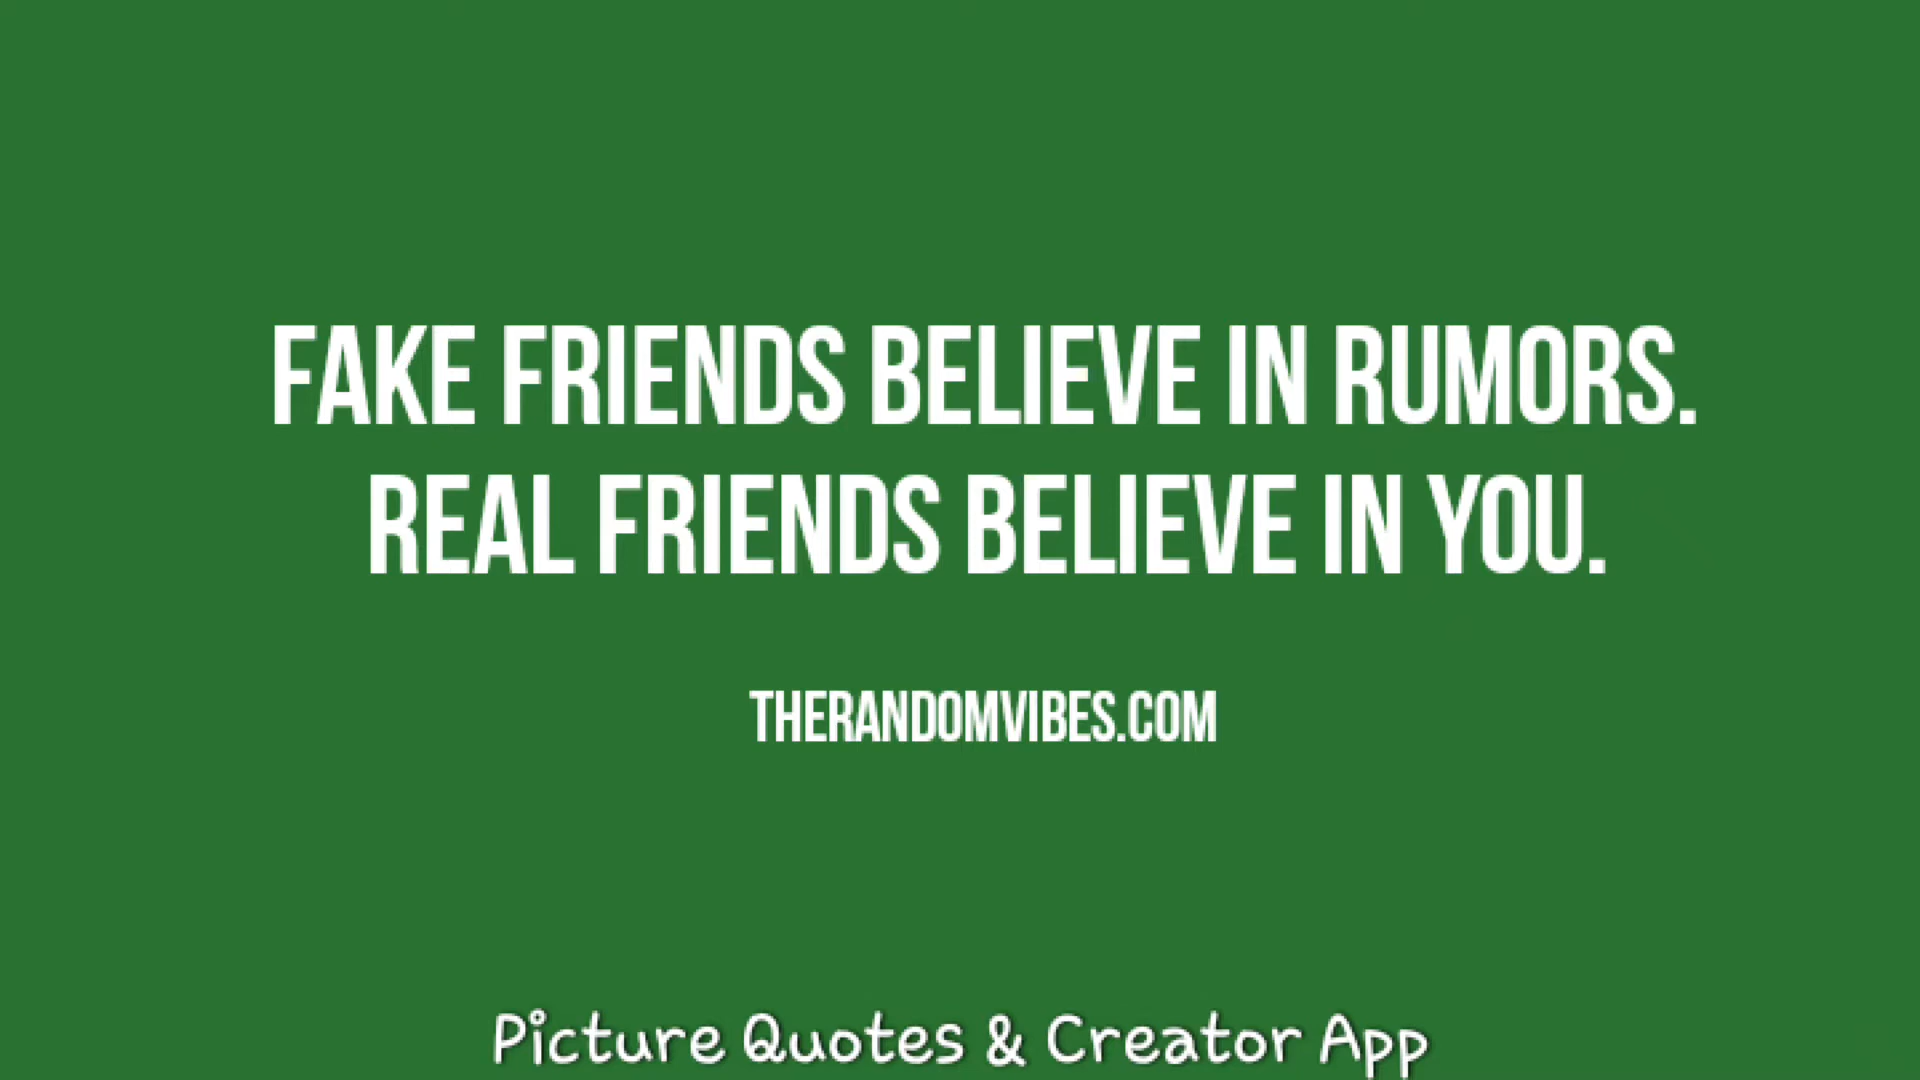 FAKE FRIENDS BELIEVE IN RUMORS.
REAL FRIENDS BELIEVE IN YOU.
THERANDOMVIBES.COM
Picture Quotes & Creator App